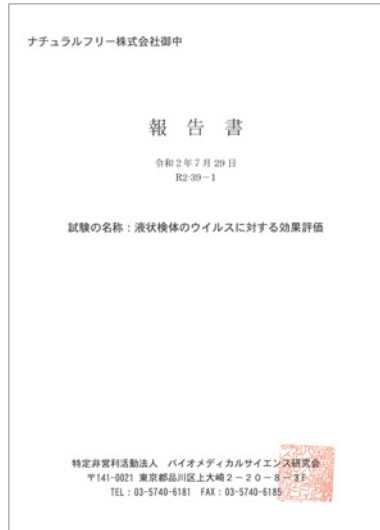 ナチュラルフリー株式会社御中
報告書
令和2年7月29日
R2-39-1
試験の名称：液状検体のウイルスに対する効果評価
特定非営利活動法人 バイオメディカルサイエンス研究会
〒141-0021 東京都品川区上大崎2-20-8-3F
TEL：03-5740-6181 FAX：03-5740-6185